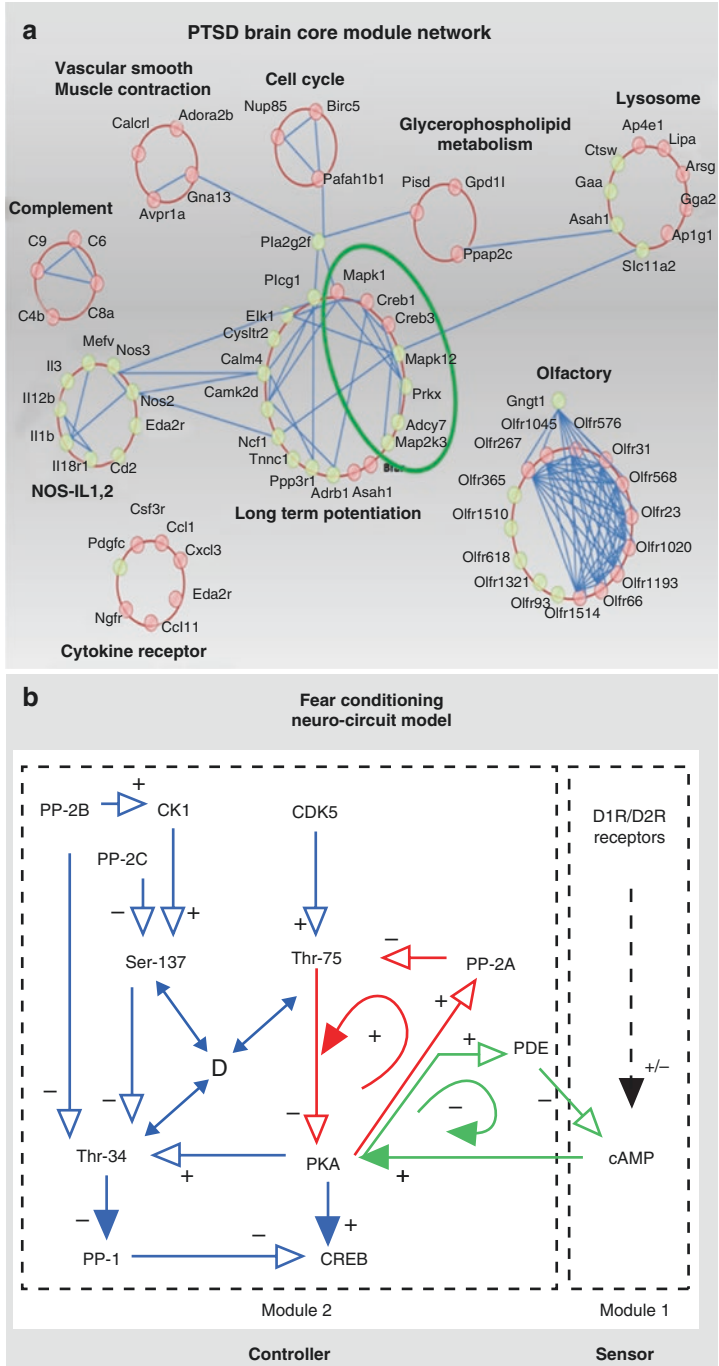 a
PTSD brain core module network
Vascular smooth
Muscle contraction
Calcrl
Adora2b
Avpr1a
Gna13
Cell cycle
Nup85
Birc5
Pafah1b1
Glycerophospholipid
metabolism
Pisd
Gpd1l
Ppap2c
Lysosome
Ap4e1
Lipa
Ctsw
Arsg
Gaa
Gga2
Asah1
Ap1g1
Slc11a2
Complement
C9
C6
C4b
C8a
Pla2g2f
Plcg1
Mapk1
Elk1
Creb1
Creb3
Cysltr2
Calm4
Mapk12
Camk2d
Prkx
Adcy7
Ncf1
Map2k3
Tnnc1
Ppp3r1
Adrb1
Asah1
Long term potentiation
Mefv
Nos3
Il3
Il12b
Nos2
Il1b
Eda2r
Il18r1
Cd2
NOS-IL1,2
Olfactory
Gngt1
Olfr1045
Olfr576
Olfr267
Olfr31
Olfr365
Olfr568
Olfr1510
Olfr23
Olfr618
Olfr1020
Olfr1321
Olfr1193
Olfr93
Olfr66
Olfr1514
Csf3r
Ccl1
Pdgfc
Cxcl3
Eda2r
Ngfr
Ccl11
Cytokine receptor
b
Fear conditioning
neuro-circuit model
PP-2B
+
CK1
CDK5
D1R/D2R
receptors
PP-2C
−
+
+
Ser-137
Thr-75
−
PP-2A
+
+
+
PDE
D
−
−
−
−
−
+/−
Thr-34
+
PKA
+
cAMP
−
+
−
PP-1
CREB
Module 2
Module 1
Controller
Sensor